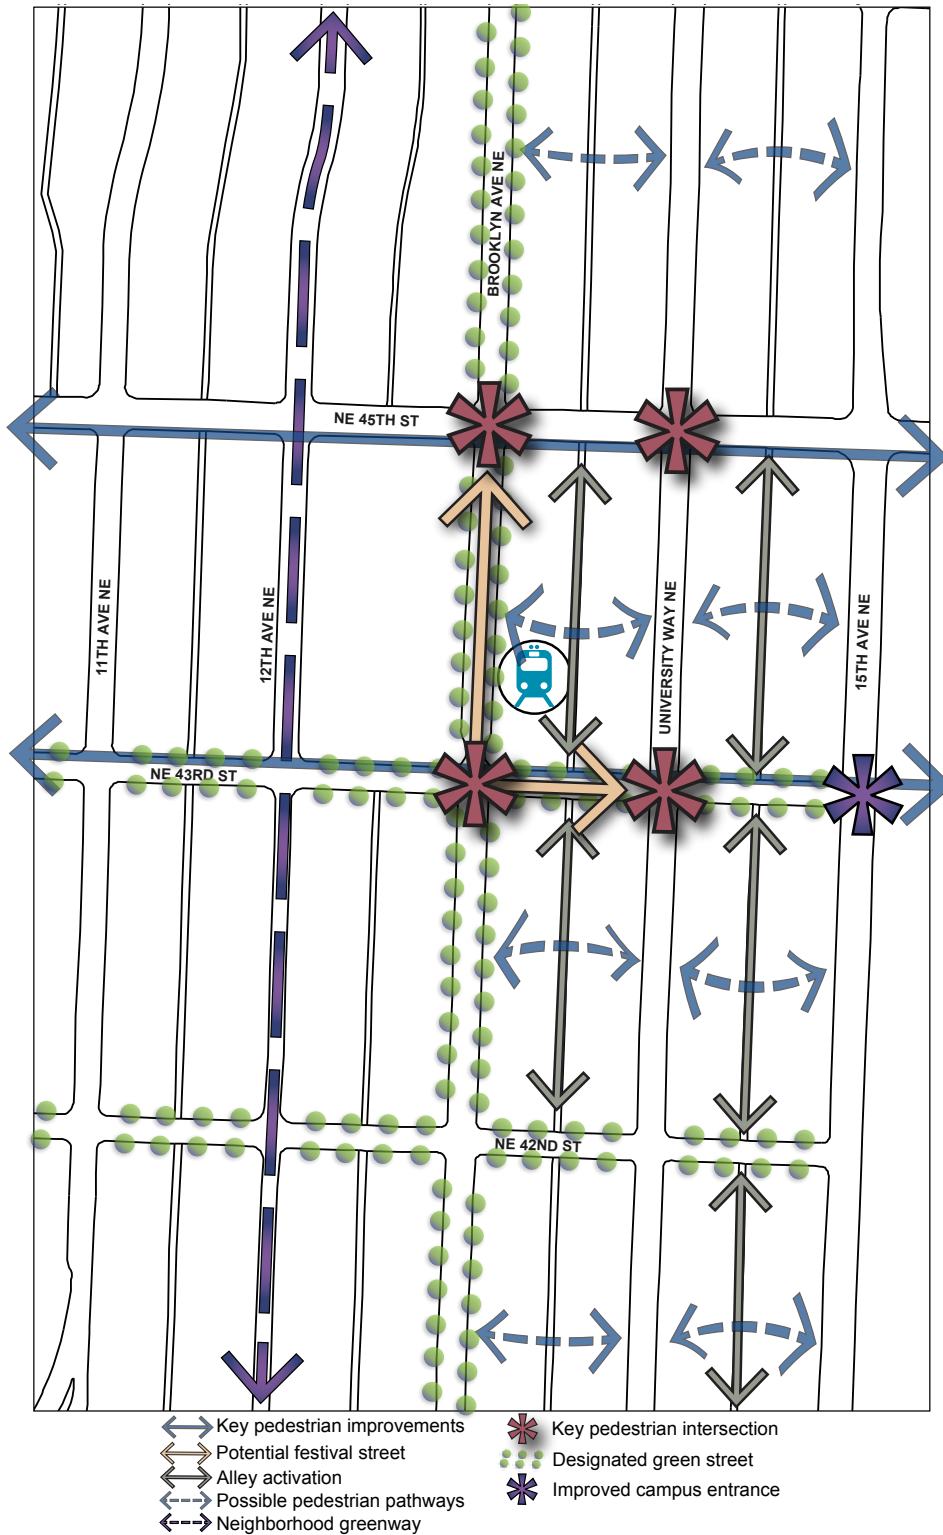 BROOKLYN AVE NE
NE 45TH ST
11TH AVE NE
12TH AVE NE
UNIVERSITY WAY NE
15TH AVE NE
NE 43RD ST
NE 42ND ST
Key pedestrian improvements
Potential festival street
Alley activation
Possible pedestrian pathways
Neighborhood greenway
Key pedestrian intersection
Designated green street
Improved campus entrance